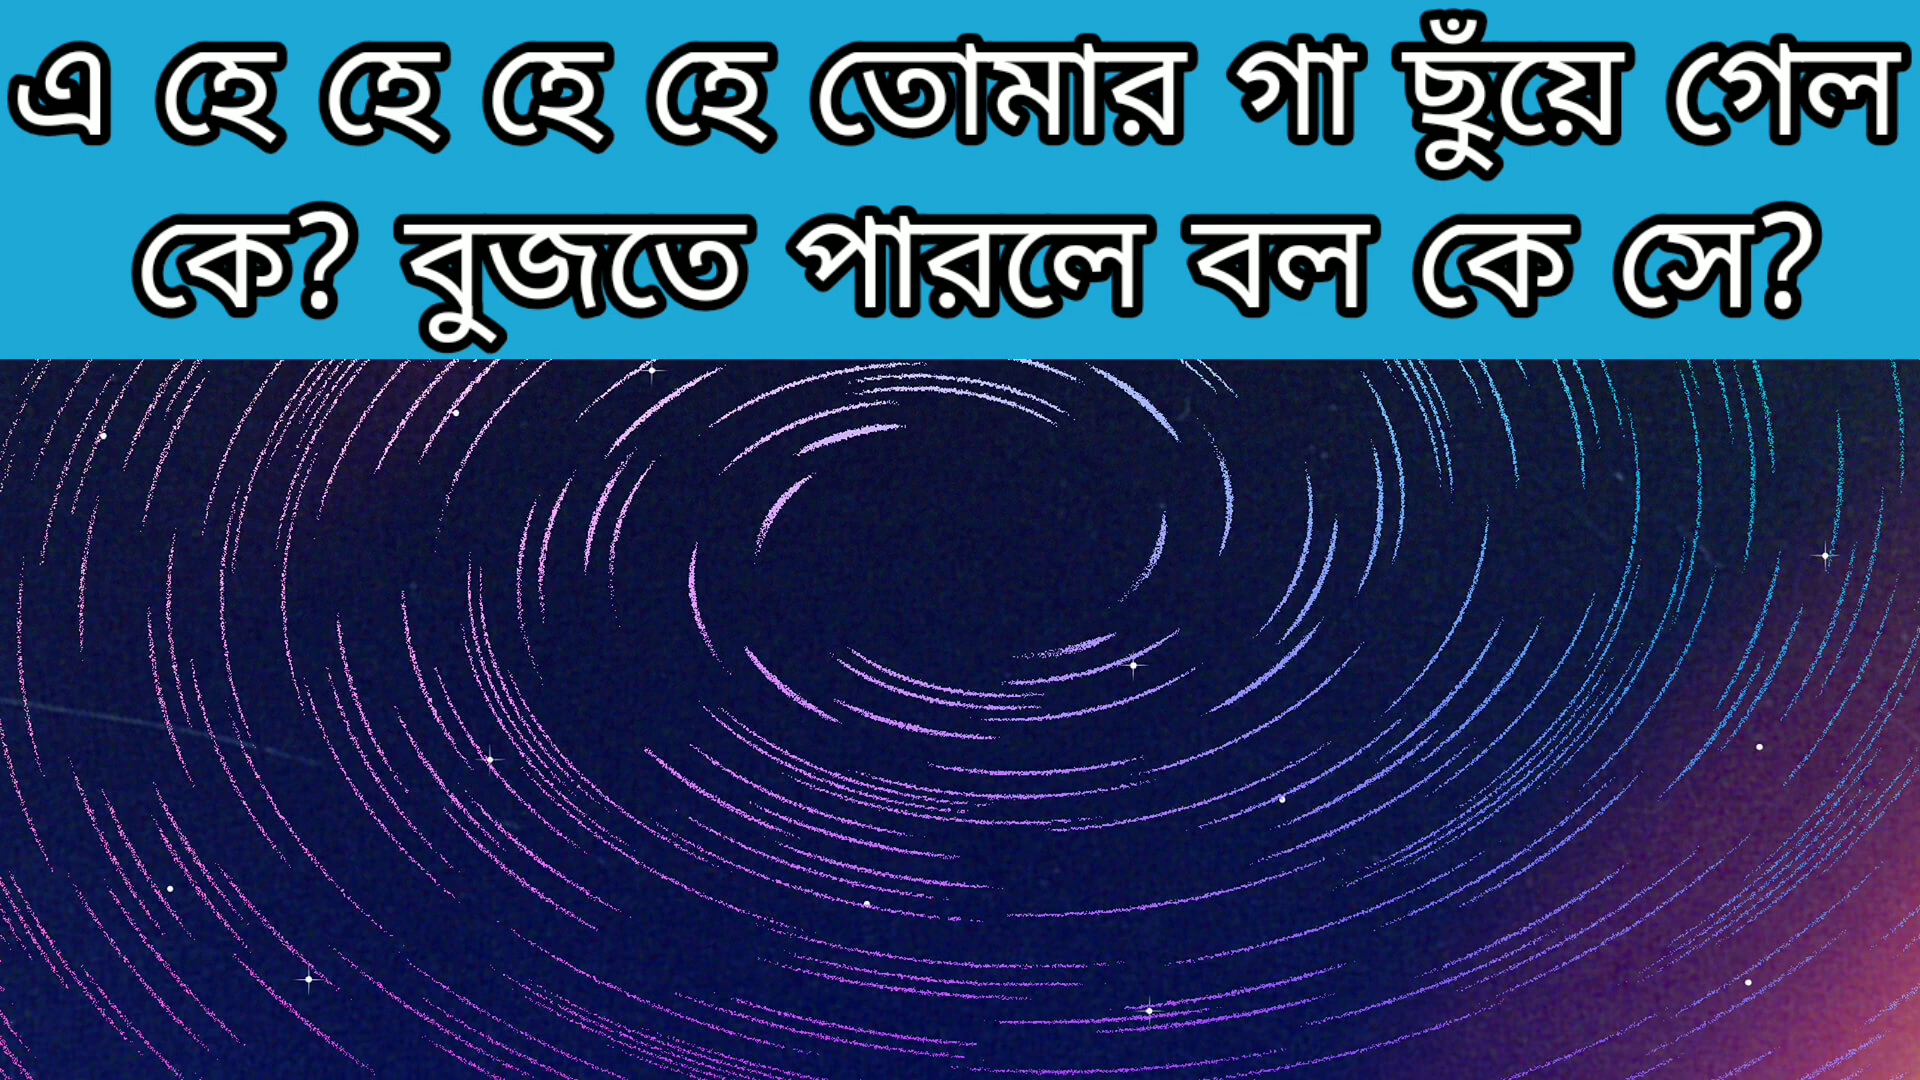 এ হে হে হে হে তোমার গা ছুঁয়ে গেল
কে? বুজতে পারলে বল কে সে?